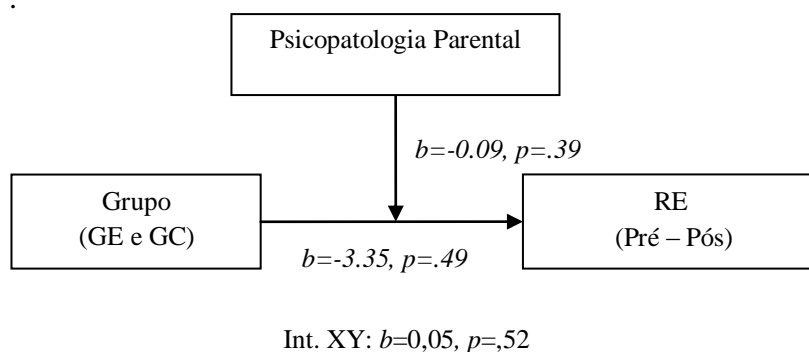 .
Psicopatologia Parental
b=-0.09, p=.39
Grupo
(GE e GC)
RE
(Pré – Pós)
b=-3.35, p=.49
Int. XY: b=0,05, p=,52